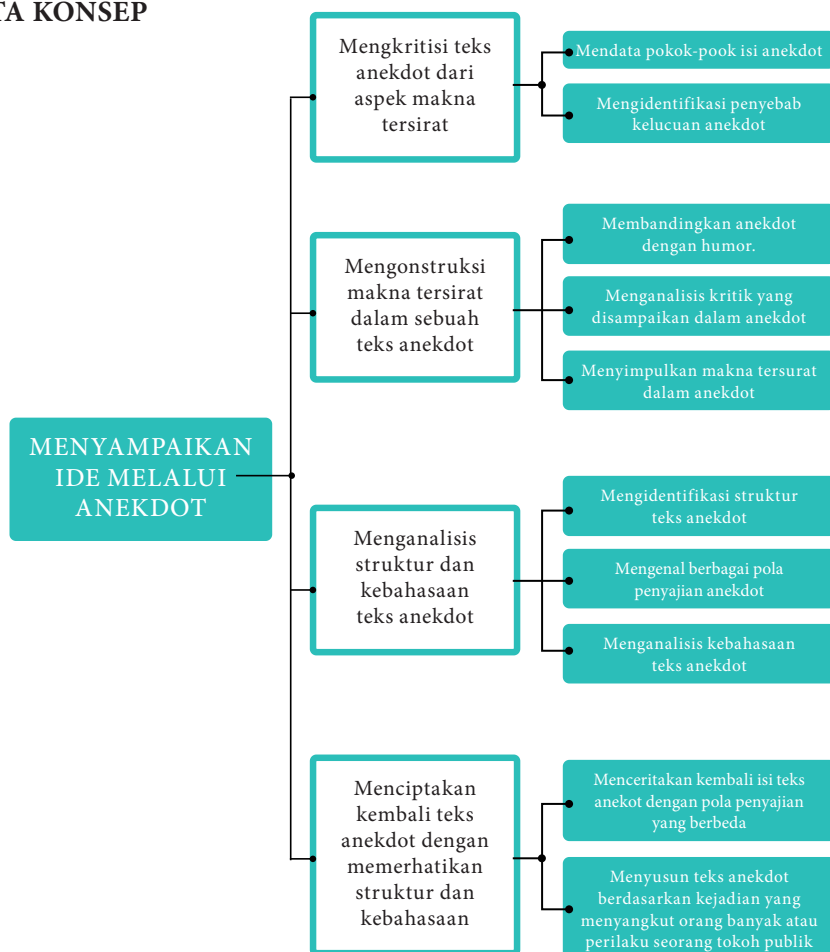 TA KONSEP
Mengkritisi teks
anekdot dari
aspek makna
tersirat
Mendata pokok-pook isi anekdot
Mengidentifikasi penyebab
kelucuan anekdot
Mengonstruksi
makna tersirat
dalam sebuah
teks anekdot
Membandingkan anekdot
dengan humor.
Menganalisis kritik yang
disampaikan dalam anekdot
Menyimpulkan makna tersurat
dalam anekdot
MENYAMPAIKAN
IDE MELALUI
ANEKDOT
Menganalisis
struktur dan
kebahasaan
teks anekdot
Mengidentifikasi struktur
teks anekdot
Mengenal berbagai pola
penyajian anekdot
Menganalisis kebahasaan
teks anekdot
Menciptakan
kembali teks
anekdot dengan
memerhatikan
struktur dan
kebahasaan
Menceritakan kembali isi teks
anekot dengan pola penyajian
yang berbeda
Menyusun teks anekdot
berdasarkan kejadian yang
menyangkut orang banyak atau
perilaku seorang tokoh publik